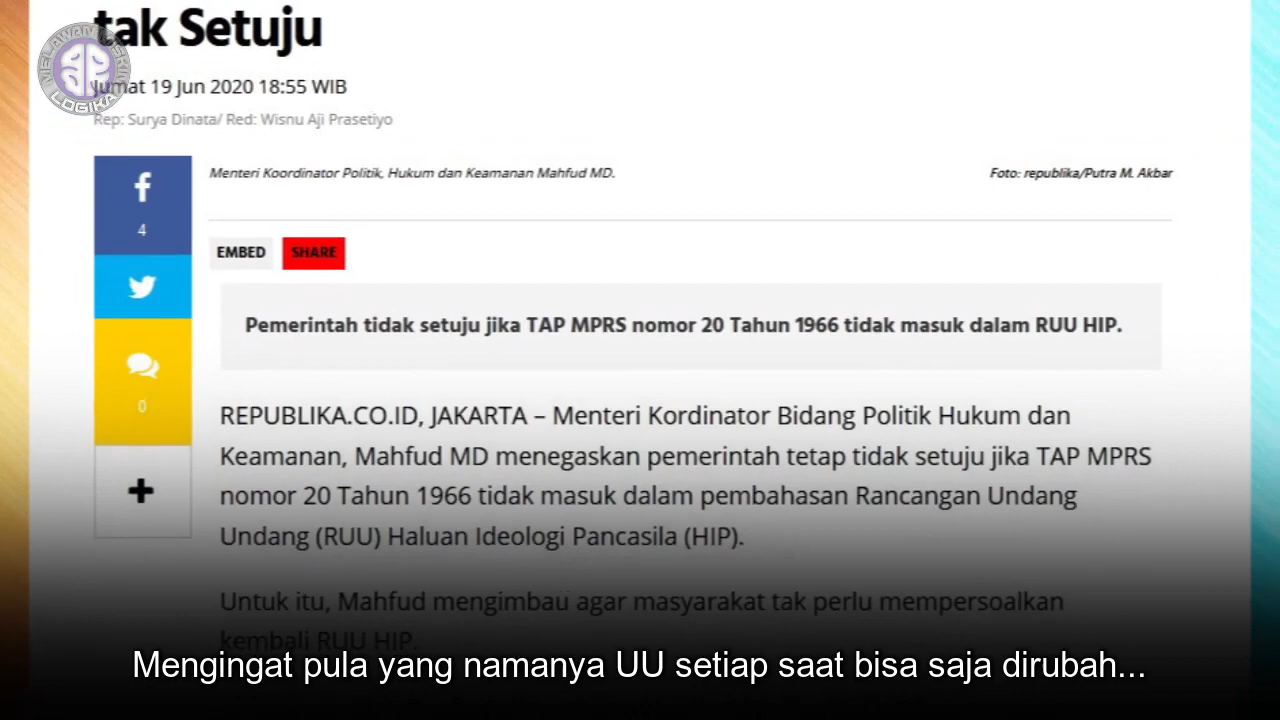 tak Setuju
MELAWAN
LOGIKA
Jumat 19 Jun 2020 18:55 WIB
Rep: Surya Dinata/ Red: Wisnu Aji Prasetiyo
Menteri Koordinator Politik, Hukum dan Keamanan Mahfud MD.
Foto: republika/Putra M. Akbar
4
EMBED
SHARE
Pemerintah tidak setuju jika TAP MPRS nomor 20 Tahun 1966 tidak masuk dalam RUU HIP.
0
REPUBLIKA.CO.ID, JAKARTA – Menteri Kordinator Bidang Politik Hukum dan
Keamanan, Mahfud MD menegaskan pemerintah tetap tidak setuju jika TAP MPRS
nomor 20 Tahun 1966 tidak masuk dalam pembahasan Rancangan Undang
Undang (RUU) Haluan Ideologi Pancasila (HIP).
Untuk itu, Mahfud mengimbau agar masyarakat tak perlu mempersoalkan
kembali RUU HIP.
Mengingat pula yang namanya UU setiap saat bisa saja dirubah...